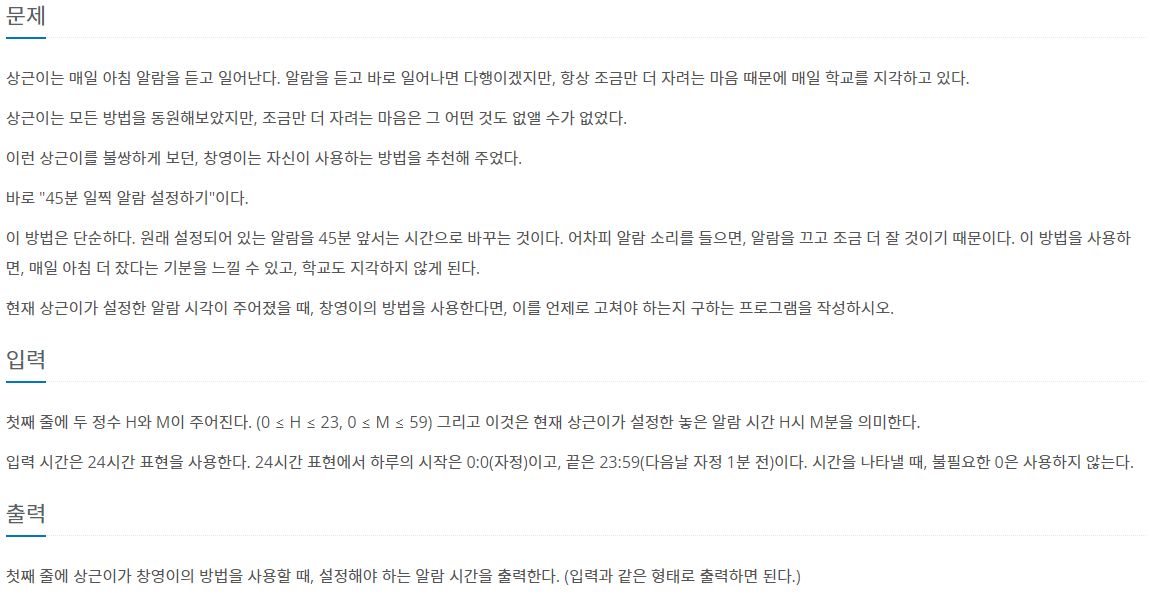 문제
상근이는 매일 아침 알람을 듣고 일어난다. 알람을 듣고 바로 일어나면 다행이겠지만, 항상 조금만 더 자려는 마음 때문에 매일 학교를 지각하고 있다.
상근이는 모든 방법을 동원해보았지만, 조금만 더 자려는 마음은 그 어떤 것도 없앨 수가 없었다.
이런 상근이를 불쌍하게 보던, 창영이는 자신이 사용하는 방법을 추천해 주었다.
바로 "45분 일찍 알람 설정하기"이다.
이 방법은 단순하다. 원래 설정되어 있는 알람을 45분 앞서는 시간으로 바꾸는 것이다. 어차피 알람 소리를 들으면, 알람을 끄고 조금 더 잘 것이기 때문이다. 이 방법을 사용하
면, 매일 아침 더 잤다는 기분을 느낄 수 있고, 학교도 지각하지 않게 된다.
현재 상근이가 설정한 알람 시각이 주어졌을 때, 창영이의 방법을 사용한다면, 이를 언제로 고쳐야 하는지 구하는 프로그램을 작성하시오.
입력
첫째 줄에 두 정수 H와 M이 주어진다. (0 ≤ H ≤ 23, 0 ≤ M ≤ 59) 그리고 이것은 현재 상근이가 설정한 놓은 알람 시간 H시 M분을 의미한다.
입력 시간은 24시간 표현을 사용한다. 24시간 표현에서 하루의 시작은 0:0(자정)이고, 끝은 23:59(다음날 자정 1분 전)이다. 시간을 나타낼 때, 불필요한 0은 사용하지 않는다.
출력
첫째 줄에 상근이가 창영이의 방법을 사용할 때, 설정해야 하는 알람 시간을 출력한다. (입력과 같은 형태로 출력하면 된다.)